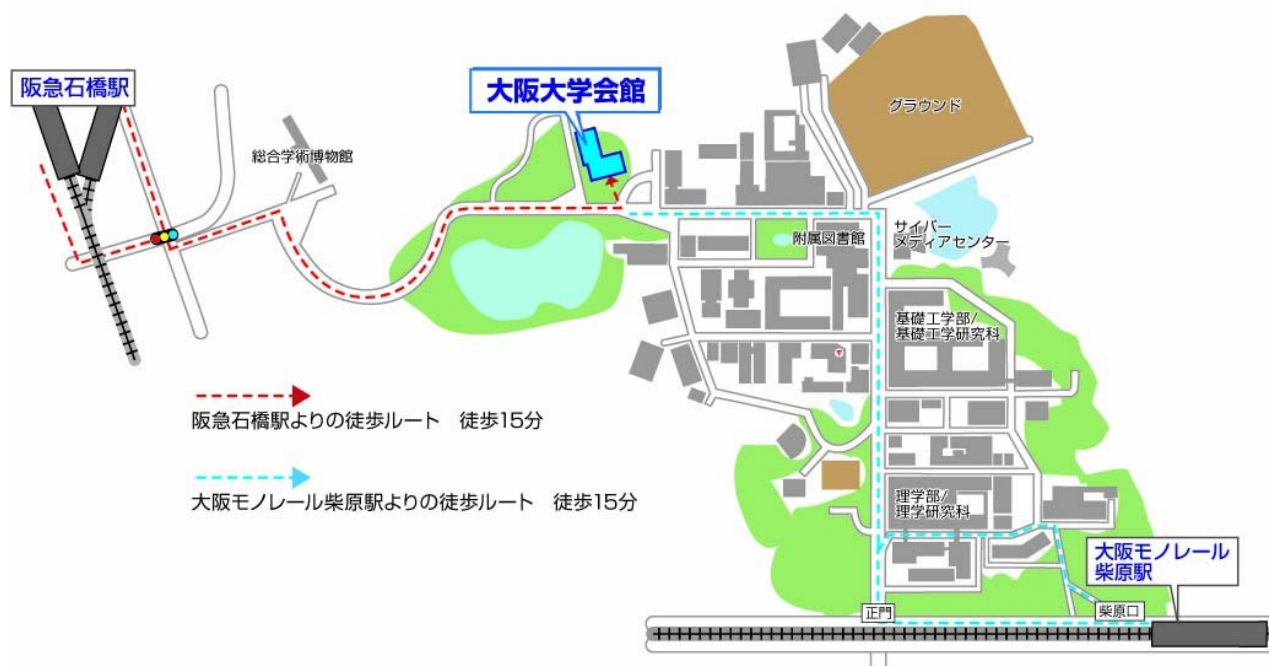 阪急石橋駅
大阪大学会館
グラウンド
総合学術博物館
附属図書館
サイバー
メディアセンター
基礎工学部/
基礎工学研究科
阪急石橋駅よりの徒歩ルート　徒歩15分
大阪モノレール柴原駅よりの徒歩ルート　徒歩15分
理学部/
理学研究科
大阪モノレール
柴原駅
正門
柴原口